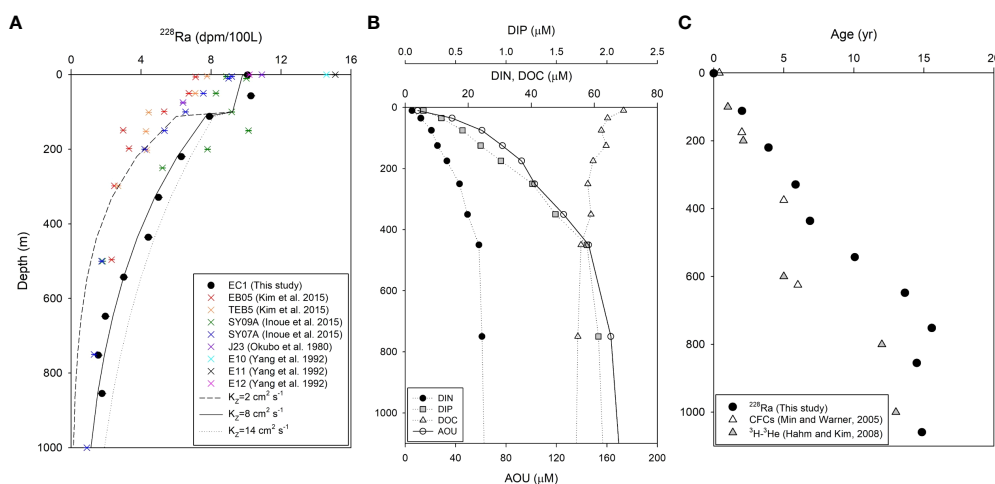 A
²²⁸Ra (dpm/100L)
0 4 8 12 16
0
200
400
600
800
1000
Depth (m)
EC1 (This study)
EB05 (Kim et al. 2015)
TEB5 (Kim et al. 2015)
SY09A (Inoue et al. 2015)
SY07A (Inoue et al. 2015)
J23 (Okubo et al. 1980)
E10 (Yang et al. 1992)
E11 (Yang et al. 1992)
E12 (Yang et al. 1992)
K_Z=2 cm² s⁻¹
K_Z=8 cm² s⁻¹
K_Z=14 cm² s⁻¹
B
DIP (μM)
0.0 0.5 1.0 1.5 2.0 2.5
DIN, DOC (μM)
0 20 40 60 80
0
200
400
600
800
1000
DIN
DIP
DOC
AOU
0 40 80 120 160 200
AOU (μM)
C
Age (yr)
0 5 10 15 20
0
200
400
600
800
1000
²²⁸Ra (This study)
CFCs (Min and Warner, 2005)
³H-³He (Hahm and Kim, 2008)